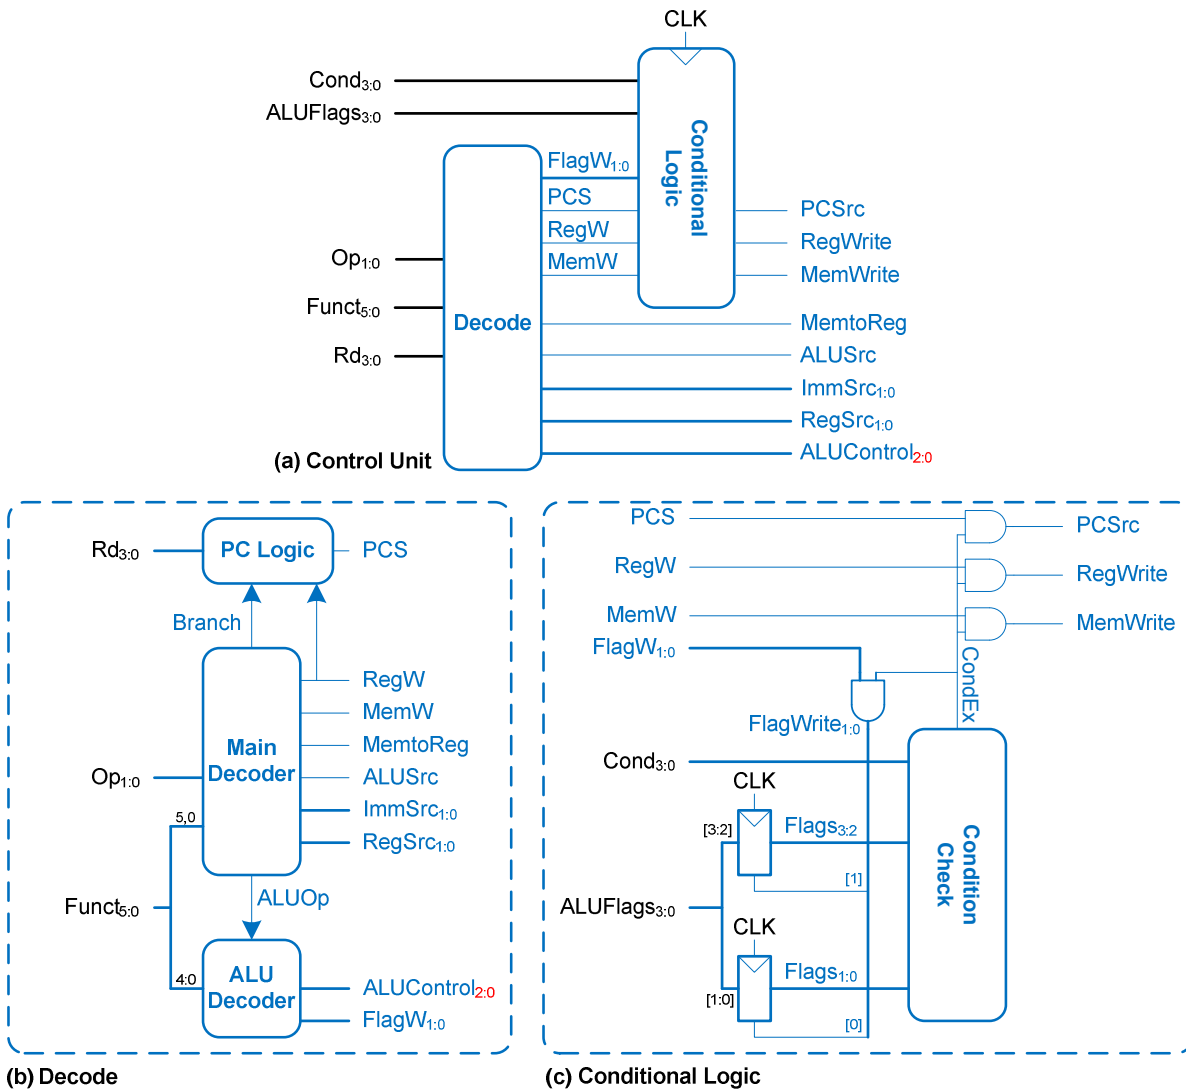 CLK
Cond3:0
ALUFlags3:0
Conditional
Logic
FlagW1:0
PCS
PCSrc
RegW
RegWrite
MemW
MemWrite
Op1:0
Funct5:0
Rd3:0
Decode
MemtoReg
ALUSrc
ImmSrc1:0
RegSrc1:0
ALUControl2:0
(a) Control Unit
Rd3:0
PC Logic
PCS
Branch
RegW
MemW
MemtoReg
Main
Decoder
Op1:0
ALUSrc
5,0
ImmSrc1:0
RegSrc1:0
ALUOp
Funct5:0
4:0
ALU
Decoder
ALUControl2:0
FlagW1:0
(b) Decode
PCS
PCSrc
RegW
RegWrite
MemW
MemWrite
FlagW1:0
CondEx
FlagWrite1:0
Cond3:0
CLK
[3:2]
Flags3:2
[1]
Condition
Check
ALUFlags3:0
CLK
Flags1:0
[1:0]
[0]
(c) Conditional Logic